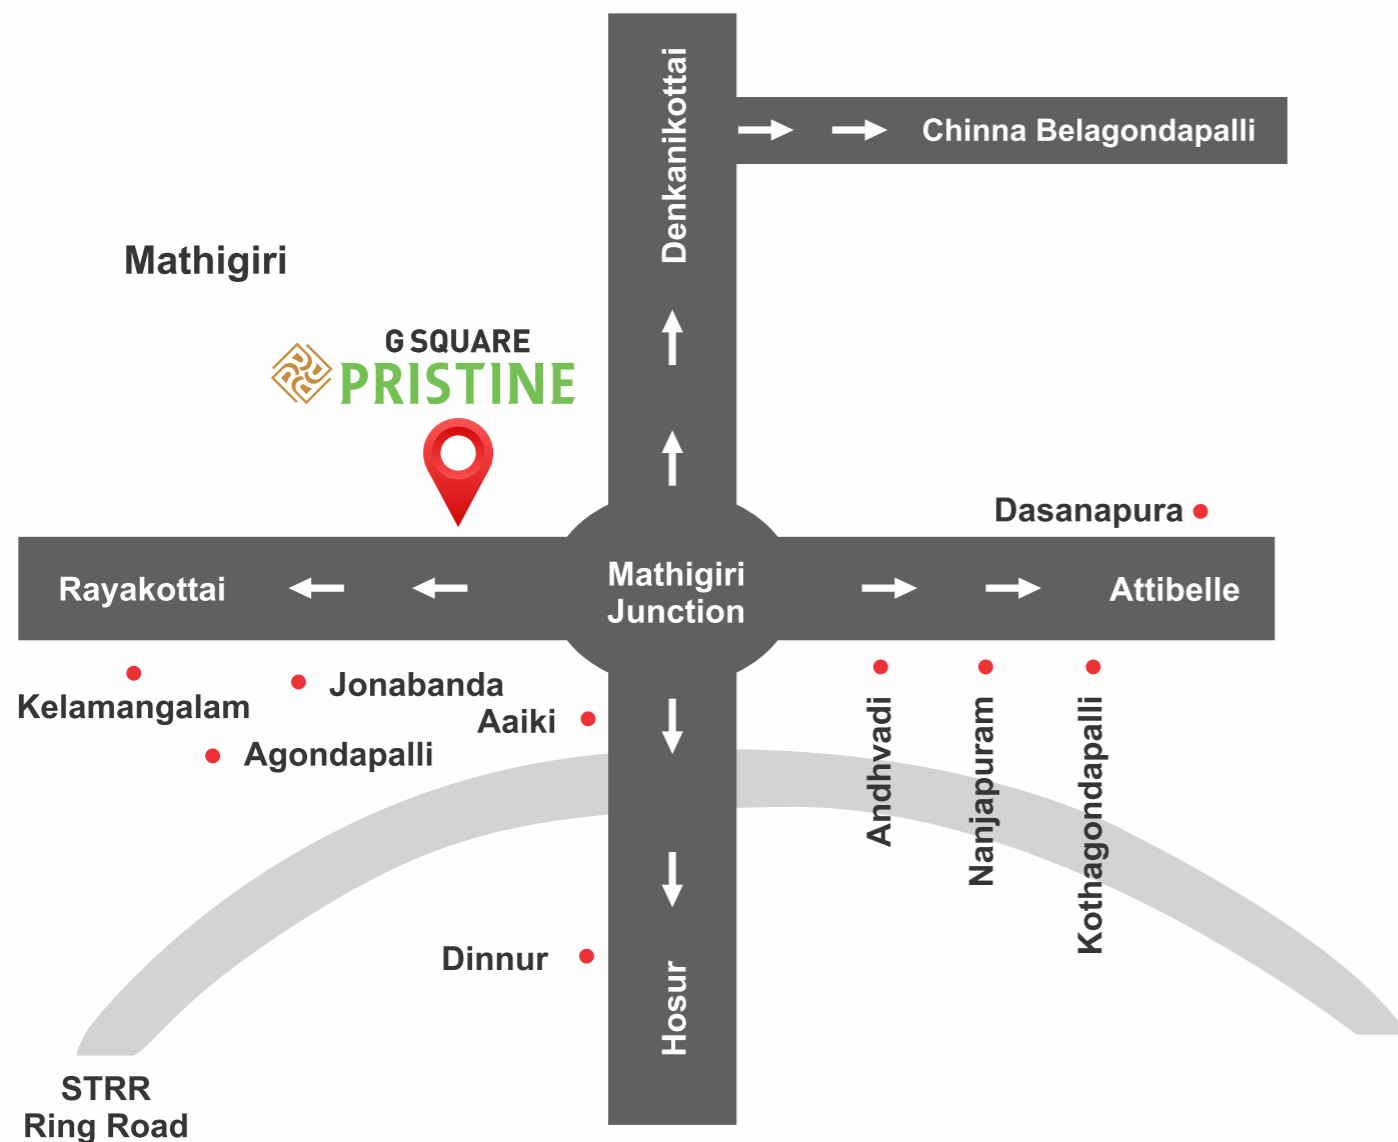 Denkanikottai
Chinna Belagondapalli
Mathigiri
G SQUARE
PRISTINE
Dasanapura
Rayakottai
Mathigiri
Junction
Attibelle
Kelamangalam
Jonabanda
Aaiki
Agondapalli
Andhvadi
Nanjapuram
Kothagondapalli
Dinnur
Hosur
STRR
Ring Road